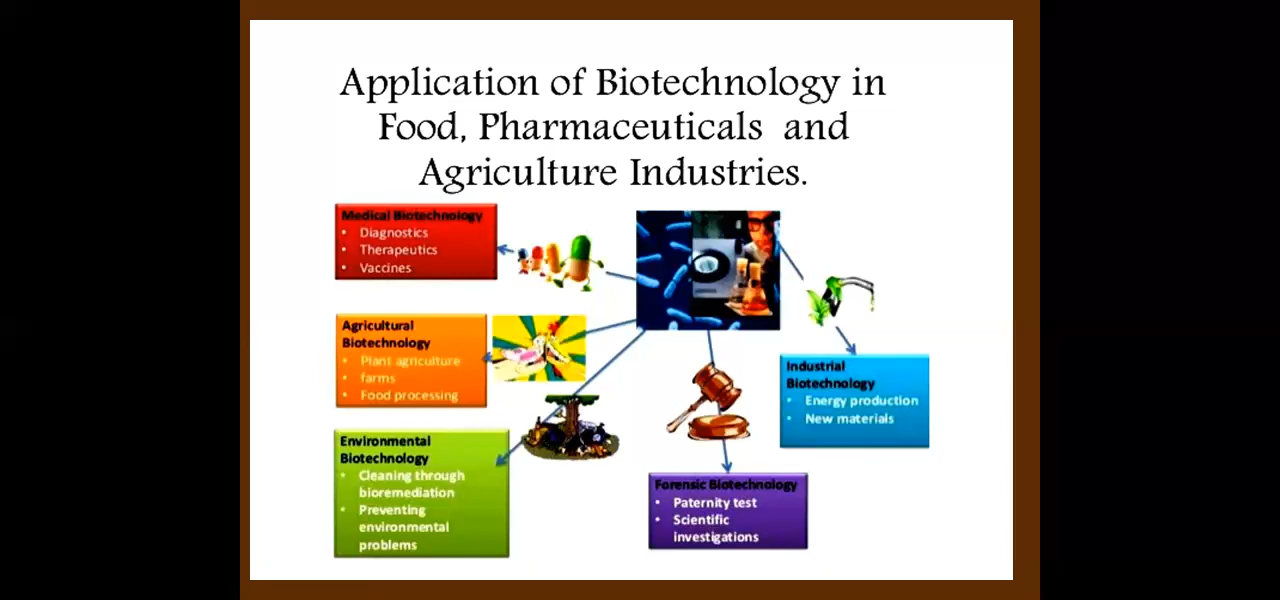 Application of Biotechnology in
Food, Pharmaceuticals and
Agriculture Industries.
Medical Biotechnology
• Diagnostics
• Therapeutics
• Vaccines
Agricultural
Biotechnology
• Plant agriculture
• farms
• Food processing
Environmental
Biotechnology
• Cleaning through
bioremediation
• Preventing
environmental
problems
Forensic Biotechnology
• Paternity test
• Scientific
investigations
Industrial
Biotechnology
• Energy production
• New materials